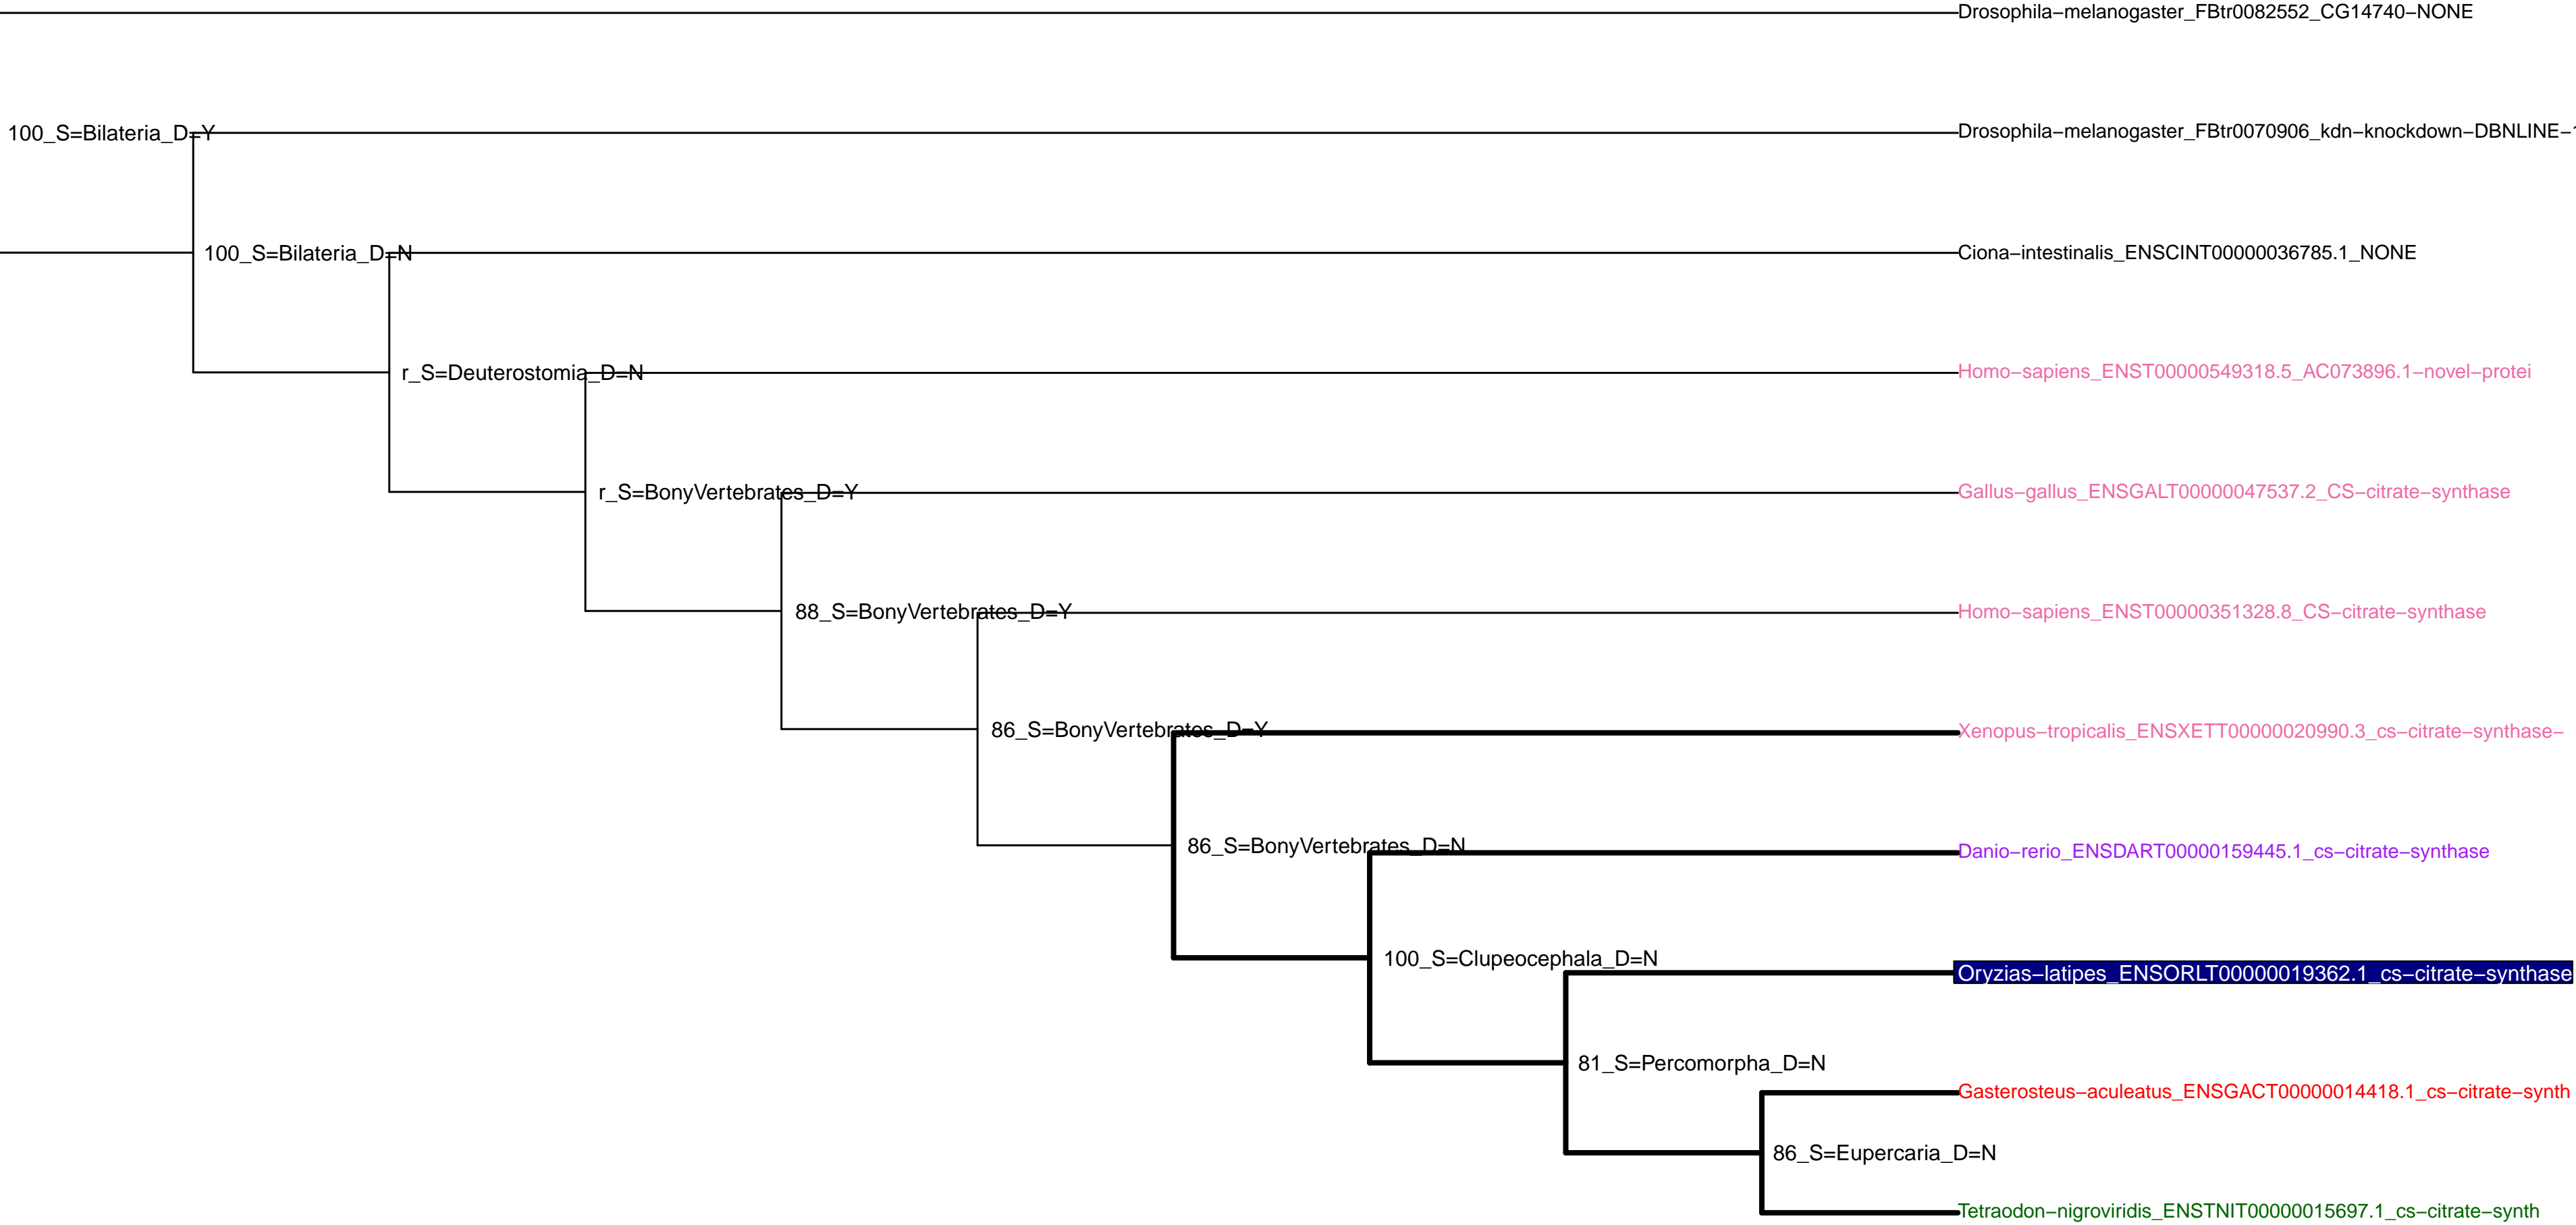 Drosophila−melanogaster_FBtr0082552_CG14740−NONE
100_S=Bilateria_D=Y
Drosophila−melanogaster_FBtr0070906_kdn−knockdown−DBNLINE−
100_S=Bilateria_D=N
Ciona−intestinalis_ENSCINT00000036785.1_NONE
r_S=Deuterostomia_D=N
Homo−sapiens_ENST00000549318.5_AC073896.1−novel−protei
r_S=BonyVertebrates_D=Y
Gallus−gallus_ENSGALT00000047537.2_CS−citrate−synthase
88_S=BonyVertebrates_D=Y
Homo−sapiens_ENST00000351328.8_CS−citrate−synthase
86_S=BonyVertebrates_D=Y
Xenopus−tropicalis_ENSXETT00000020990.3_cs−citrate−synthase−
86_S=BonyVertebrates_D=N
Danio−rerio_ENSDART00000159445.1_cs−citrate−synthase
100_S=Clupeocephala_D=N
Oryzias−latipes_ENSORLT00000019362.1_cs−citrate−synthase
81_S=Percomorpha_D=N
Gasterosteus−aculeatus_ENSGACT00000014418.1_cs−citrate−synth
86_S=Eupercaria_D=N
Tetraodon−nigroviridis_ENSTNIT00000015697.1_cs−citrate−synth